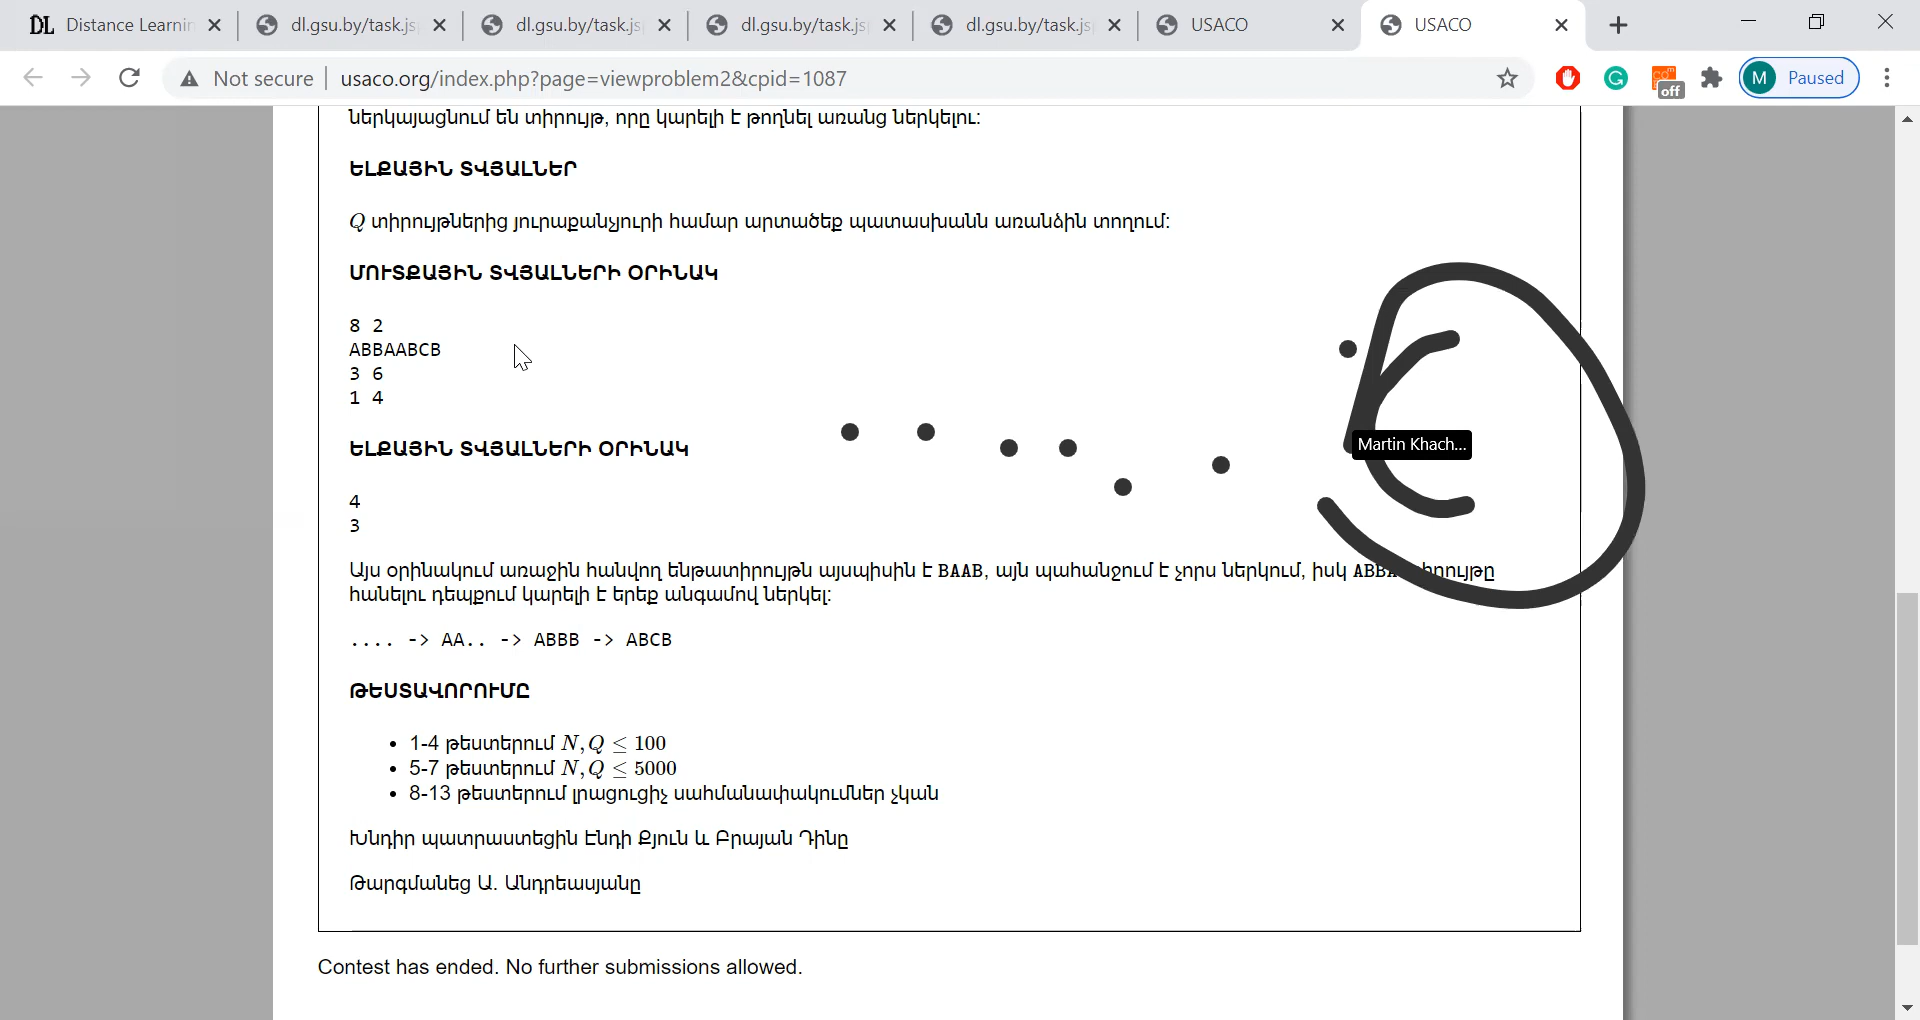 DL Distance Learnin
dl.gsu.by/task.js
dl.gsu.by/task.js
dl.gsu.by/task.js
dl.gsu.by/task.js
USACO
USACO
Not secure
usaco.org/index.php?page=viewproblem2&cpid=1087
off
M Paused
ներկայացնում են տիրույթ, որը կարելի է թողնել առանց ներկելու:
ԵԼՔԱՅԻՆ ՏՎՅԱԼՆԵՐ
Q տիրույթներից յուրաքանչյուրի համար արտածեք պատասխանն առանձին տողում:
ՄՈՒՏՔԱՅԻՆ ՏՎՅԱԼՆԵՐԻ ՕՐԻՆԱԿ
8 2
ABBAABCB
3 6
1 4
Martin Khach...
ԵԼՔԱՅԻՆ ՏՎՅԱԼՆԵՐԻ ՕՐԻՆԱԿ
4
3
Այս օրինակում առաջին հանվող ենթատիրույթն այսպիսին է BAAB, այն պահանջում է չորս ներկում, իսկ
հանելու դեպքում կարելի է երեք անգամով ներկել:
.... -> AA.. -> ABBB -> ABCB
ԹԵՍՏԱՎՈՐՈՒՄԸ
• 1-4 թեստերում N, Q ≤ 100
• 5-7 թեստերում N, Q ≤ 5000
• 8-13 թեստերում լրացուցիչ սահմանափակումներ չկան
Խնդիր պատրաստեցին Էնդի Քյուն և Բրայան Դինը
Թարգմանեց Ա. Անդրեասյանը
Contest has ended. No further submissions allowed.